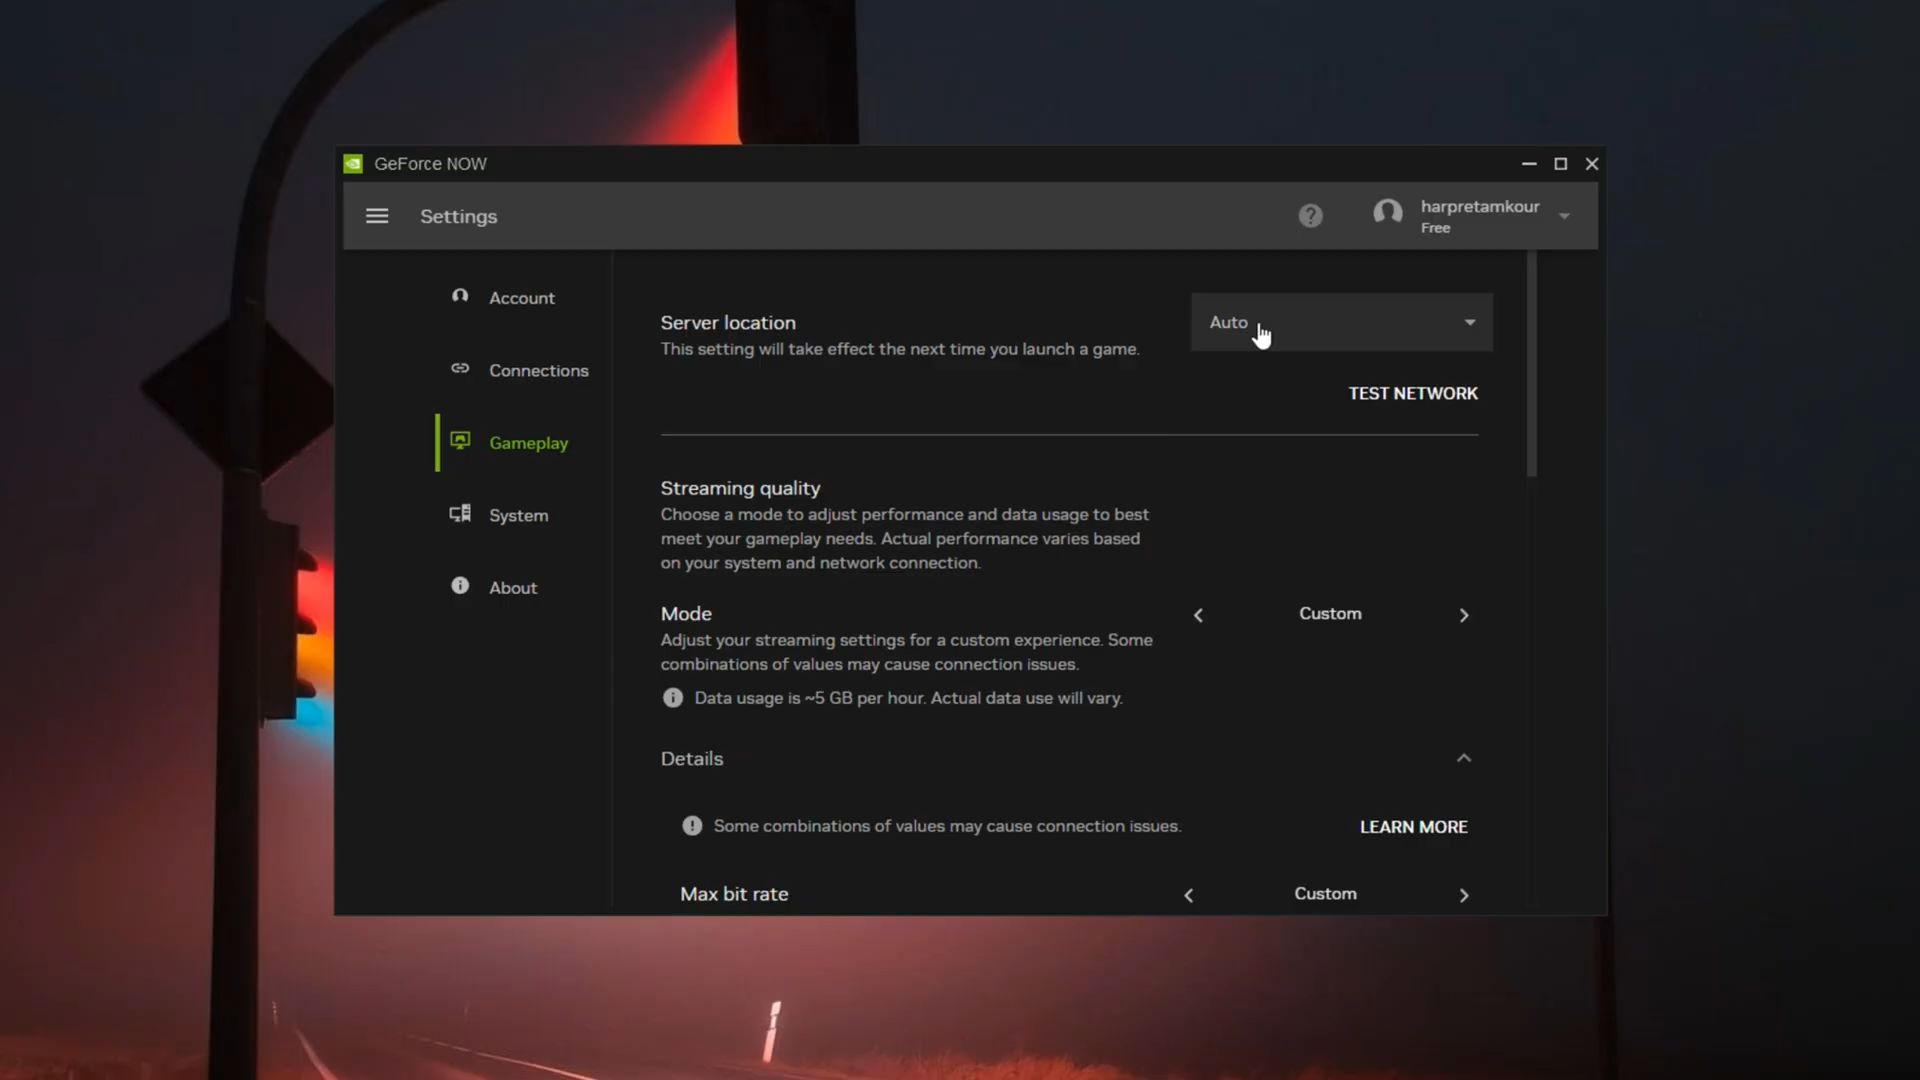 GeForce NOW
Settings
harpretamkour
Free
Account
Connections
Gameplay
System
About
Server location
This setting will take effect the next time you launch a game.
Auto
TEST NETWORK
Streaming quality
Choose a mode to adjust performance and data usage to best
meet your gameplay needs. Actual performance varies based
on your system and network connection.
Mode
Custom
Adjust your streaming settings for a custom experience. Some
combinations of values may cause connection issues.
Data usage is ~5 GB per hour. Actual data use will vary.
Details
Some combinations of values may cause connection issues.
LEARN MORE
Max bit rate
Custom